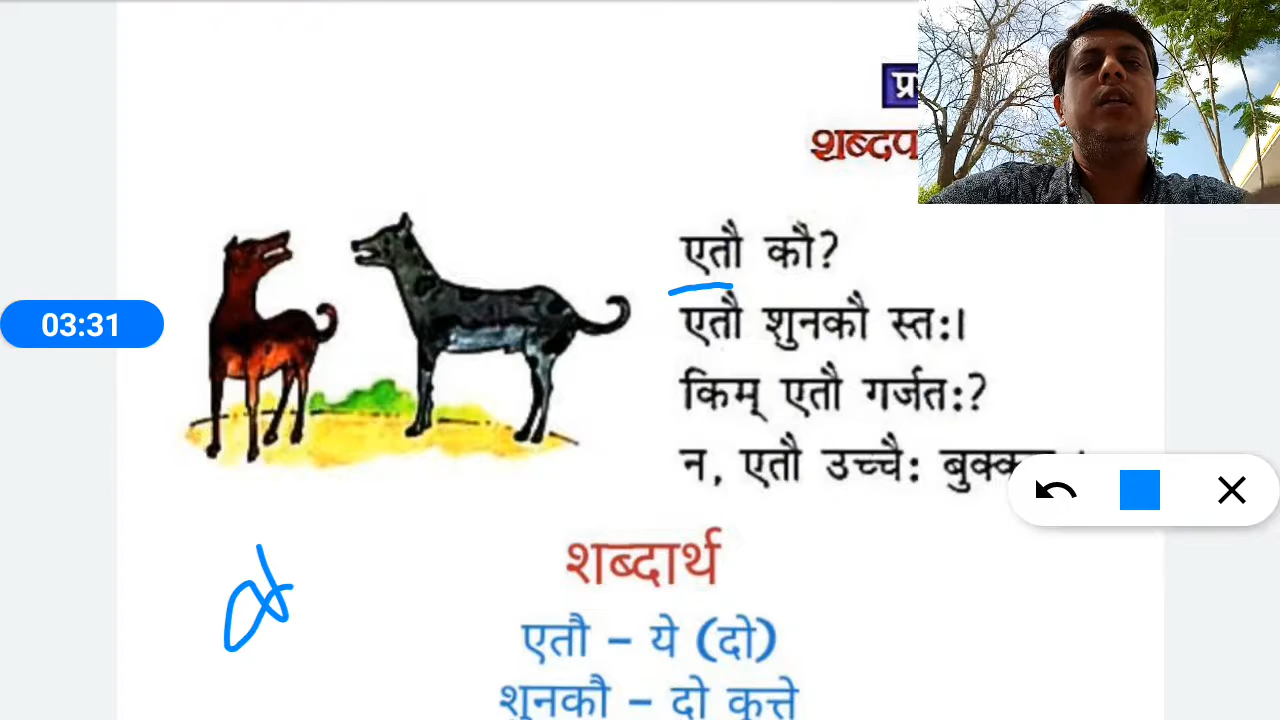 शब्दप
03:31
एतौ कौ?
एतौ शुनकौ स्तः।
किम् एतौ गर्जतः?
न, एतौ उच्चैः
शब्दार्थ
एतौ – ये (दो)
शुनकौ – दो कुत्ते